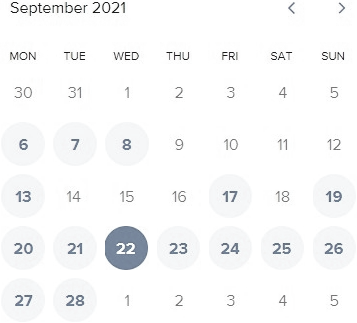 September 2021
MON TUE WED THU FRI SAT SUN
30 31 1 2 3 4 5
6 7 8 9 10 11 12
13 14 15 16 17 18 19
20 21 22 23 24 25 26
27 28 1 2 3 4 5